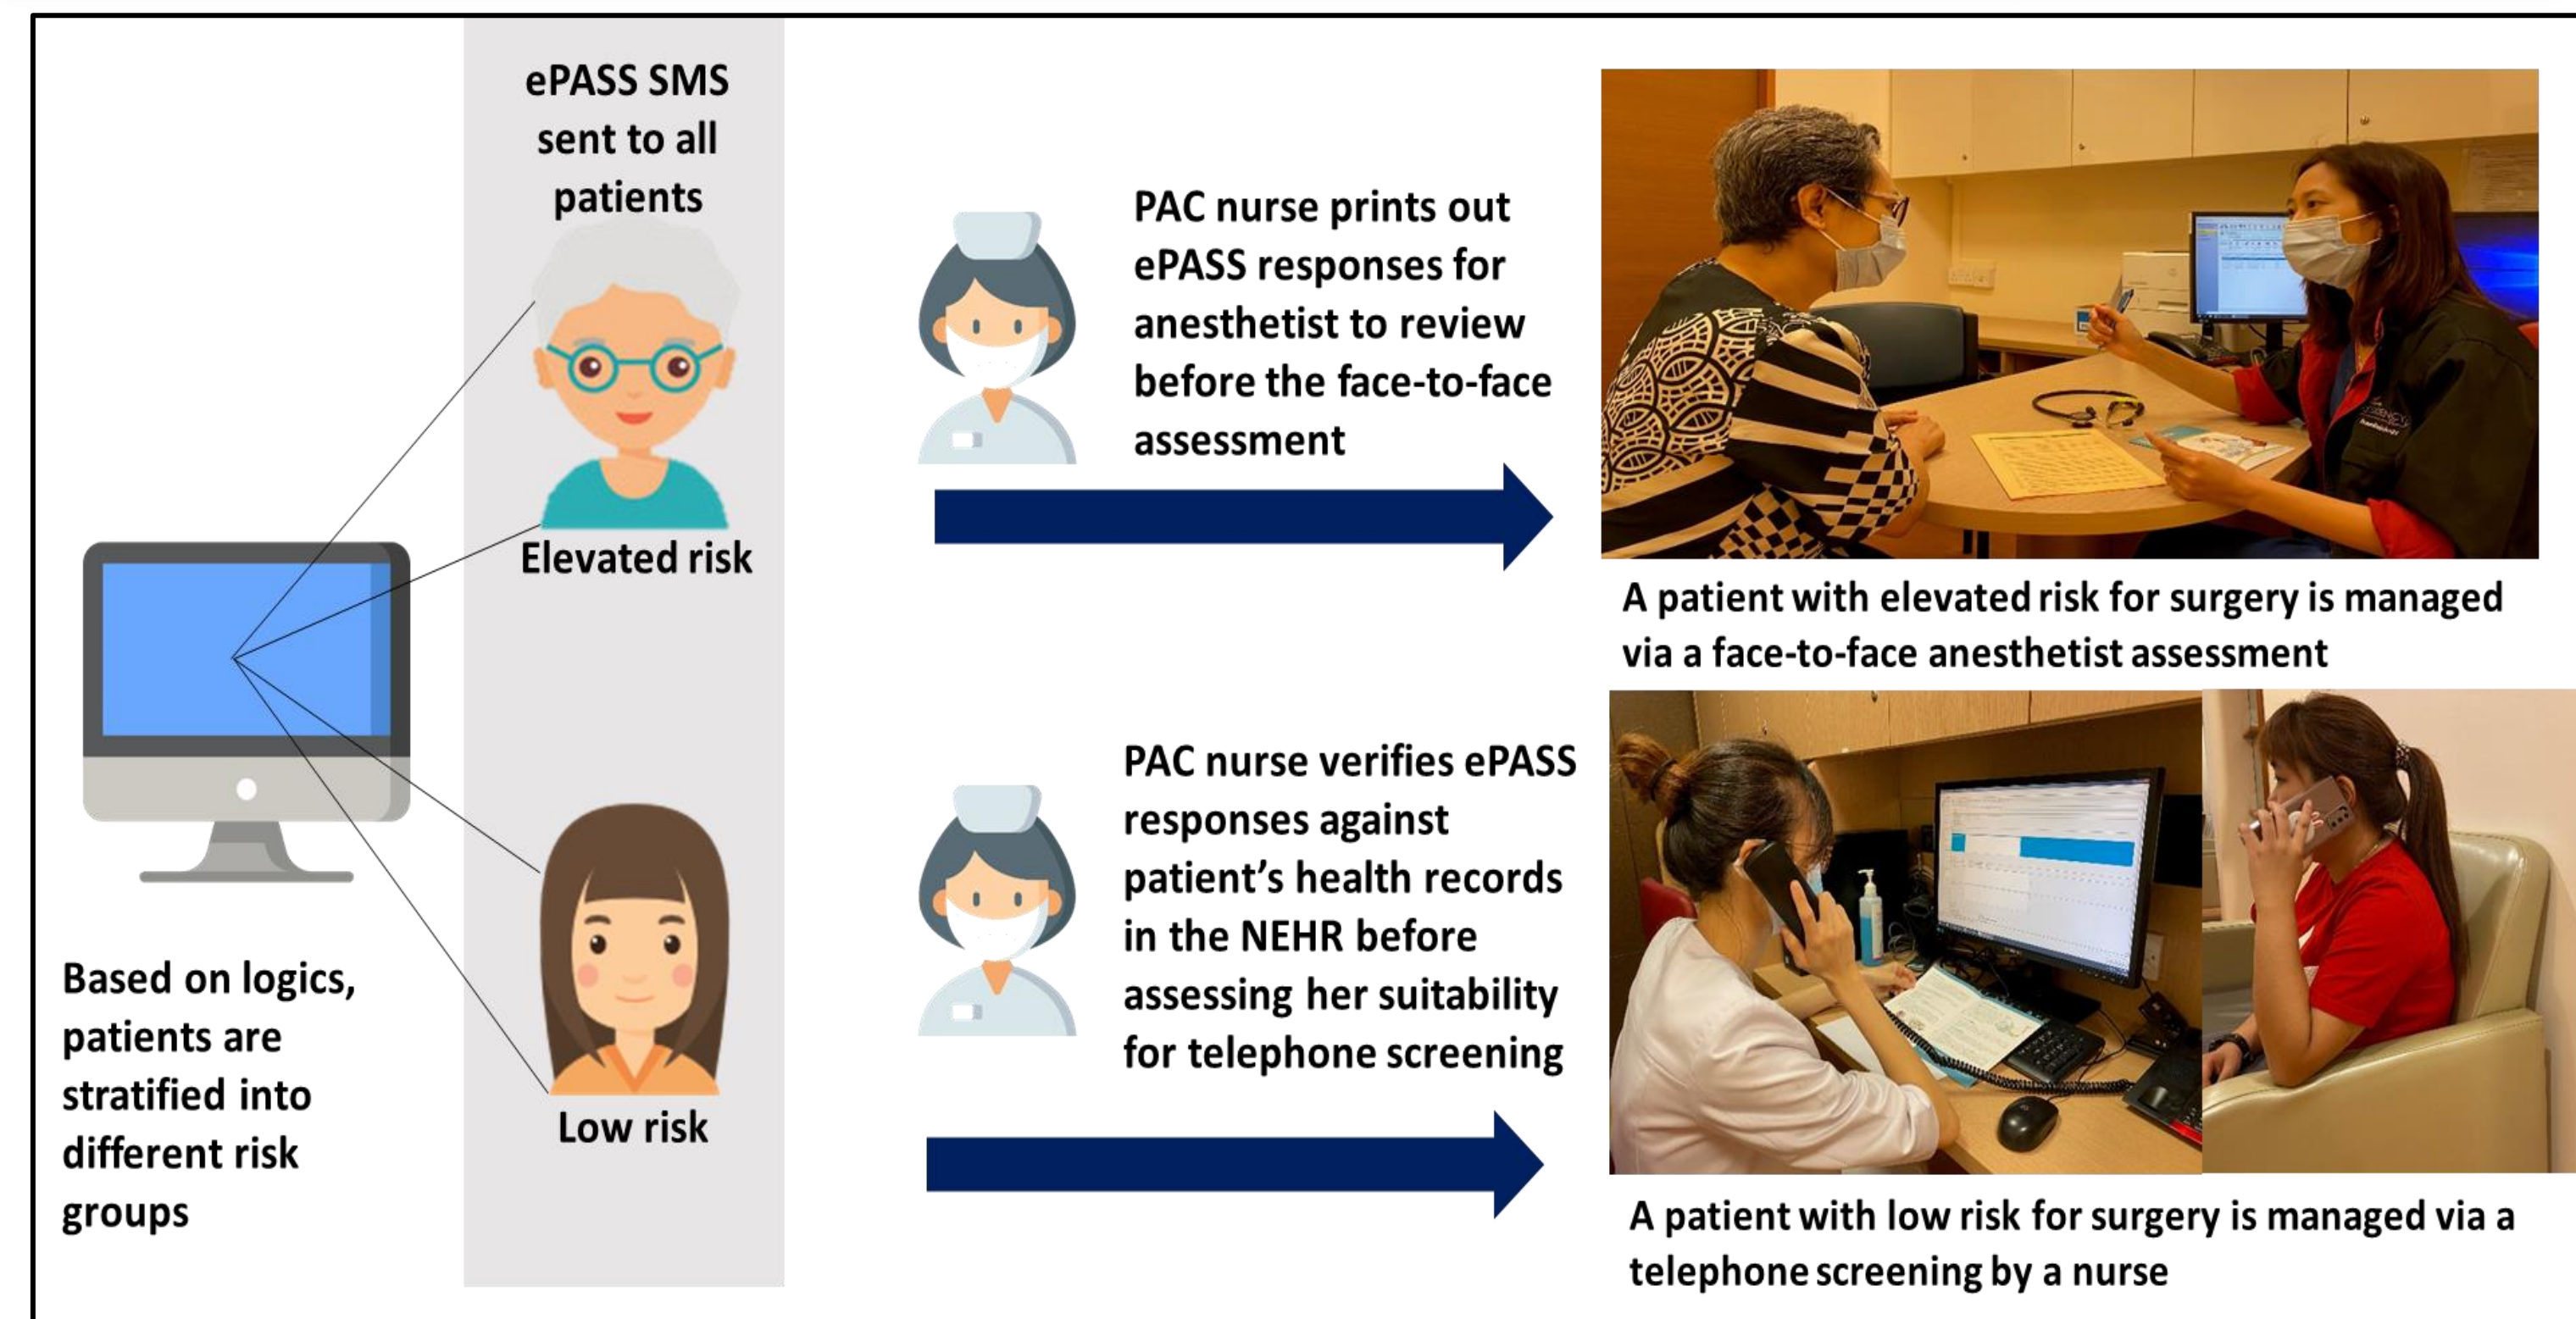 ePASS SMS
sent to all
patients
Elevated risk
Low risk
Based on logics,
patients are
stratified into
different risk
groups
PAC nurse prints out
ePASS responses for
anesthetist to review
before the face-to-face
assessment
A patient with elevated risk for surgery is managed
via a face-to-face anesthetist assessment
PAC nurse verifies ePASS
responses against
patient's health records
in the NEHR before
assessing her suitability
for telephone screening
A patient with low risk for surgery is managed via a
telephone screening by a nurse